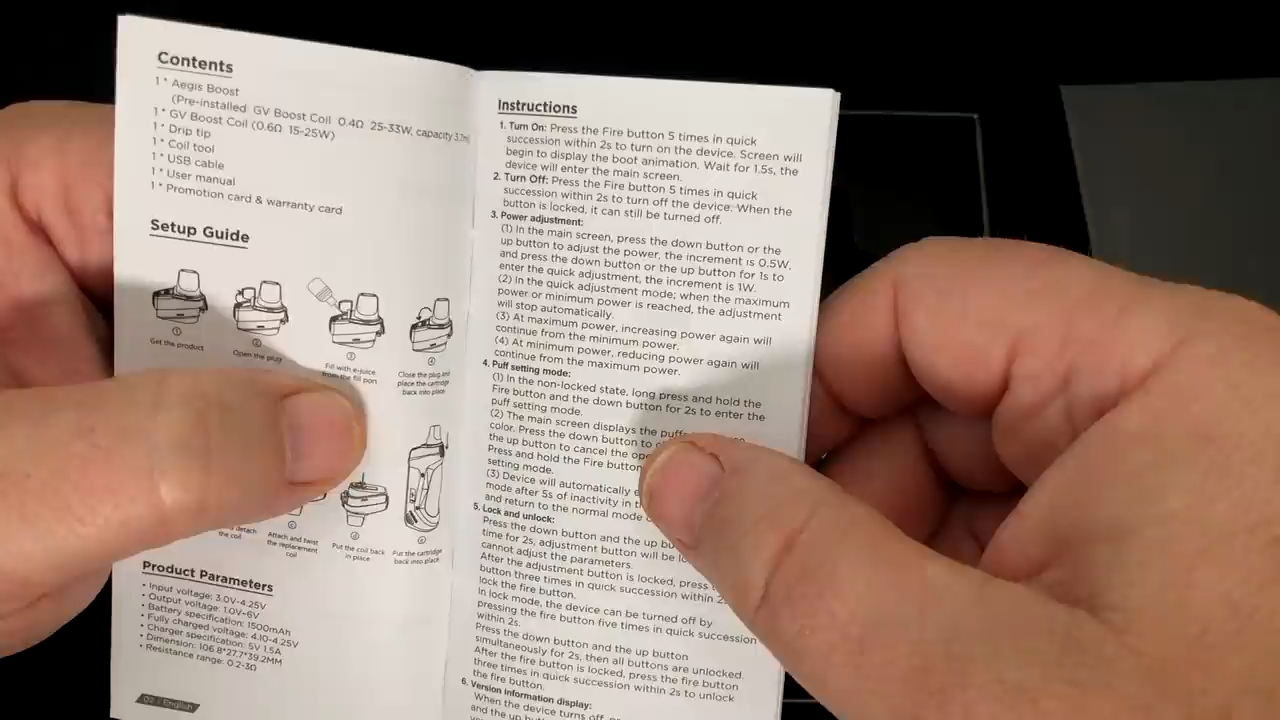 Contents
1 * Aegis Boost
(Pre-installed GV Boost Coil 0.4Ω 25-33W, capacity 3.7ml
1 * GV Boost Coil (0.6Ω 15-25W)
1 * Drip tip
1 * Coil tool
1 * USB cable
1 * User manual
1 * Promotion card & warranty card
Setup Guide
①
Get the product
②
Open the plug
③
Fill with e-juice
from the fill port
④
Close the plug and
place the cartridge
back into place
detach
the coil
ⓒ
Attach and twist
the replacement
coil
ⓓ
Put the coil back
in place
ⓔ
Put the cartridge
back into place
Product Parameters
• Input voltage: 3.0V-4.25V
• Output voltage: 1.0V-6V
• Battery specification: 1500mAh
• Fully charged voltage: 4.10-4.25V
• Charger specification: 5V 1.5A
• Dimension: 106.8*27.7*39.2MM
• Resistance range: 0.2-3Ω
02 / English
Instructions
1. Turn On: Press the Fire button 5 times in quick
succession within 2s to turn on the device. Screen will
begin to display the boot animation. Wait for 1.5s, the
device will enter the main screen.
2. Turn Off: Press the Fire button 5 times in quick
succession within 2s to turn off the device. When the
button is locked, it can still be turned off.
3. Power adjustment:
(1) In the main screen, press the down button or the
up button to adjust the power, the increment is 0.5W,
and press the down button or the up button for 1s to
enter the quick adjustment, the increment is 1W.
(2) In the quick adjustment mode; when the maximum
power or minimum power is reached, the adjustment
will stop automatically.
(3) At maximum power, increasing power again will
continue from the minimum power.
(4) At minimum power, reducing power again will
continue from the maximum power.
4. Puff setting mode:
(1) In the non-locked state, long press and hold the
Fire button and the down button for 2s to enter the
puff setting mode.
(2) The main screen displays the puffs
color. Press the down button to
the up button to cancel the
Press and hold the Fire button
setting mode.
(3) Device will automatically
mode after 5s of inactivity in
and return to the normal mode
5. Lock and unlock:
Press the down button and the up
time for 2s, adjustment button will be
cannot adjust the parameters.
After the adjustment button is locked, press
button three times in quick succession within
lock the fire button.
In lock mode, the device can be turned off by
pressing the fire button five times in quick succession
within 2s.
Press the down button and the up button
simultaneously for 2s, then all buttons are unlocked.
After the fire button is locked, press the fire button
three times in quick succession within 2s to unlock
the fire button.
6. Version information display:
When the device turns off,
and the up